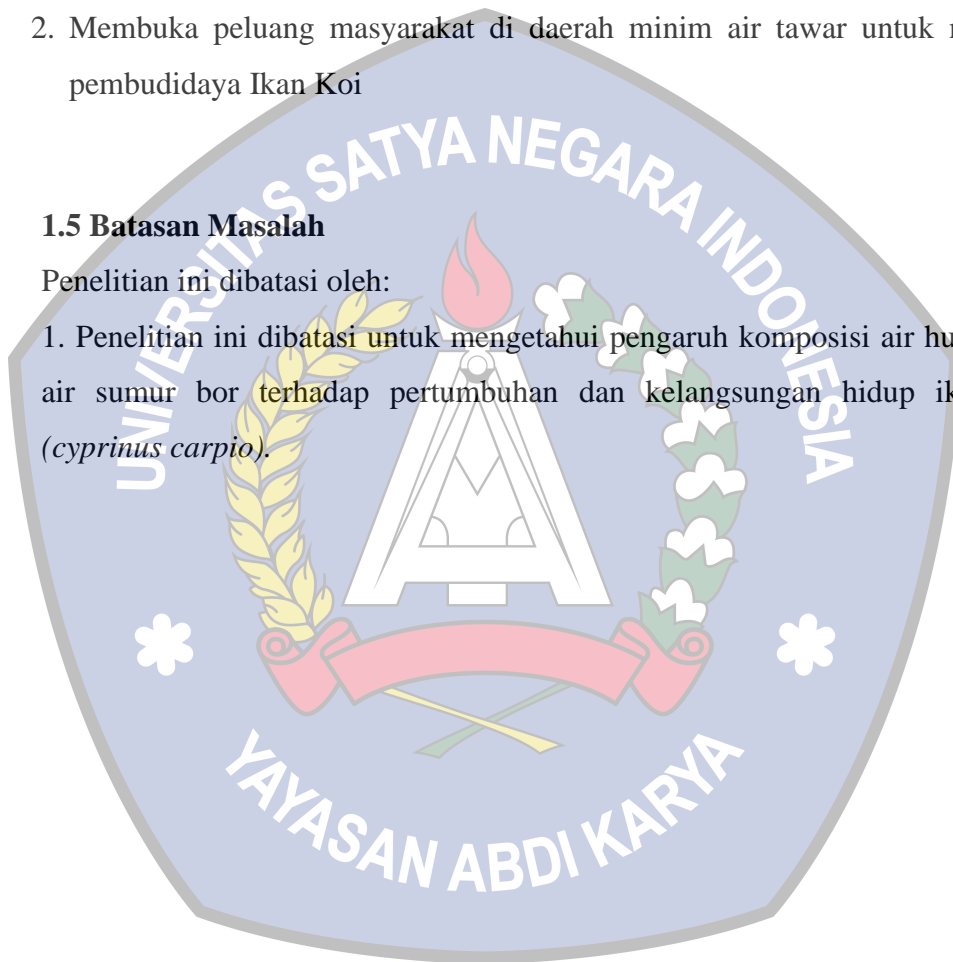 2. Membuka peluang masyarakat di daerah minim air tawar untuk
pembudidaya Ikan Koi
UNIVERSITAS SATYA NEGARA INDONESIA
1.5 Batasan Masalah
Penelitian ini dibatasi oleh:
1. Penelitian ini dibatasi untuk mengetahui pengaruh komposisi air
air sumur bor terhadap pertumbuhan dan kelangsungan hidup
(cyprinus carpio).
YAYASAN ABDI KARYA